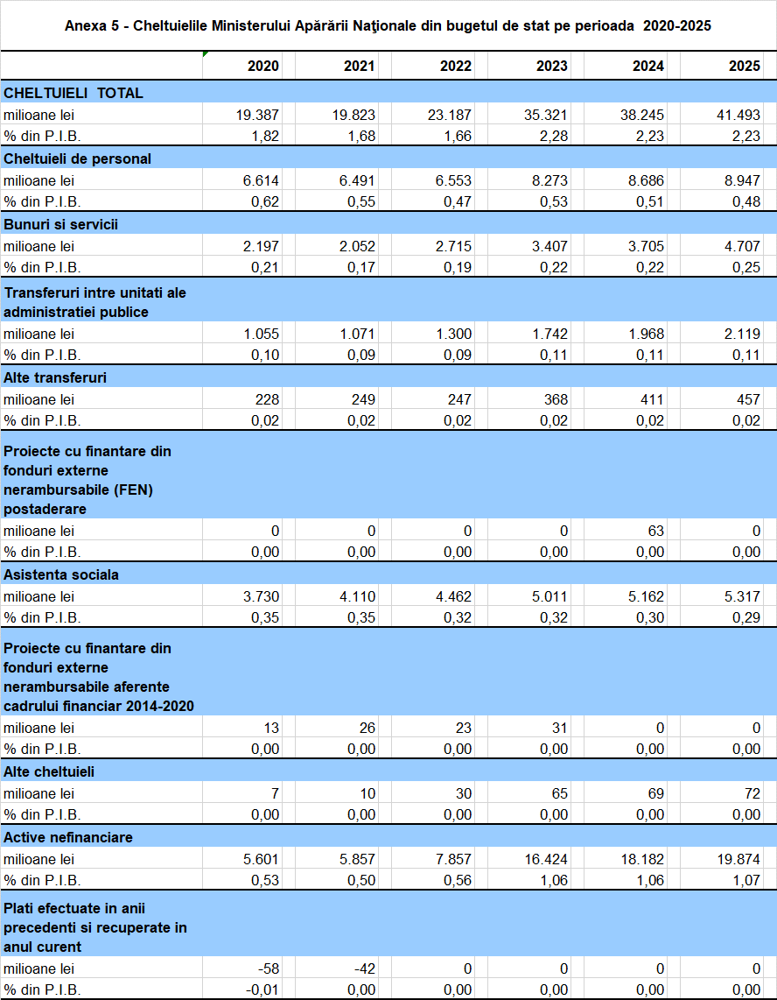 Anexa 5 - Cheltuielile Ministerului Apărării Naţionale din bugetul de stat pe perioada 2020-2025
2020 2021 2022 2023 2024 2025
CHELTUIELI TOTAL
milioane lei 19.387 19.823 23.187 35.321 38.245 41.493
% din P.I.B. 1,82 1,68 1,66 2,28 2,23 2,23
Cheltuieli de personal
milioane lei 6.614 6.491 6.553 8.273 8.686 8.947
% din P.I.B. 0,62 0,55 0,47 0,53 0,51 0,48
Bunuri si servicii
milioane lei 2.197 2.052 2.715 3.407 3.705 4.707
% din P.I.B. 0,21 0,17 0,19 0,22 0,22 0,25
Transferuri intre unitati ale
administratiei publice
milioane lei 1.055 1.071 1.300 1.742 1.968 2.119
% din P.I.B. 0,10 0,09 0,09 0,11 0,11 0,11
Alte transferuri
milioane lei 228 249 247 368 411 457
% din P.I.B. 0,02 0,02 0,02 0,02 0,02 0,02
Proiecte cu finantare din
fonduri externe
nerambursabile (FEN)
postaderare
milioane lei 0 0 0 0 63 0
% din P.I.B. 0,00 0,00 0,00 0,00 0,00 0,00
Asistenta sociala
milioane lei 3.730 4.110 4.462 5.011 5.162 5.317
% din P.I.B. 0,35 0,35 0,32 0,32 0,30 0,29
Proiecte cu finantare din
fonduri externe
nerambursabile aferente
cadrului financiar 2014-2020
milioane lei 13 26 23 31 0 0
% din P.I.B. 0,00 0,00 0,00 0,00 0,00 0,00
Alte cheltuieli
milioane lei 7 10 30 65 69 72
% din P.I.B. 0,00 0,00 0,00 0,00 0,00 0,00
Active nefinanciare
milioane lei 5.601 5.857 7.857 16.424 18.182 19.874
% din P.I.B. 0,53 0,50 0,56 1,06 1,06 1,07
Plati efectuate in anii
precedenti si recuperate in
anul curent
milioane lei -58 -42 0 0 0 0
% din P.I.B. -0,01 0,00 0,00 0,00 0,00 0,00